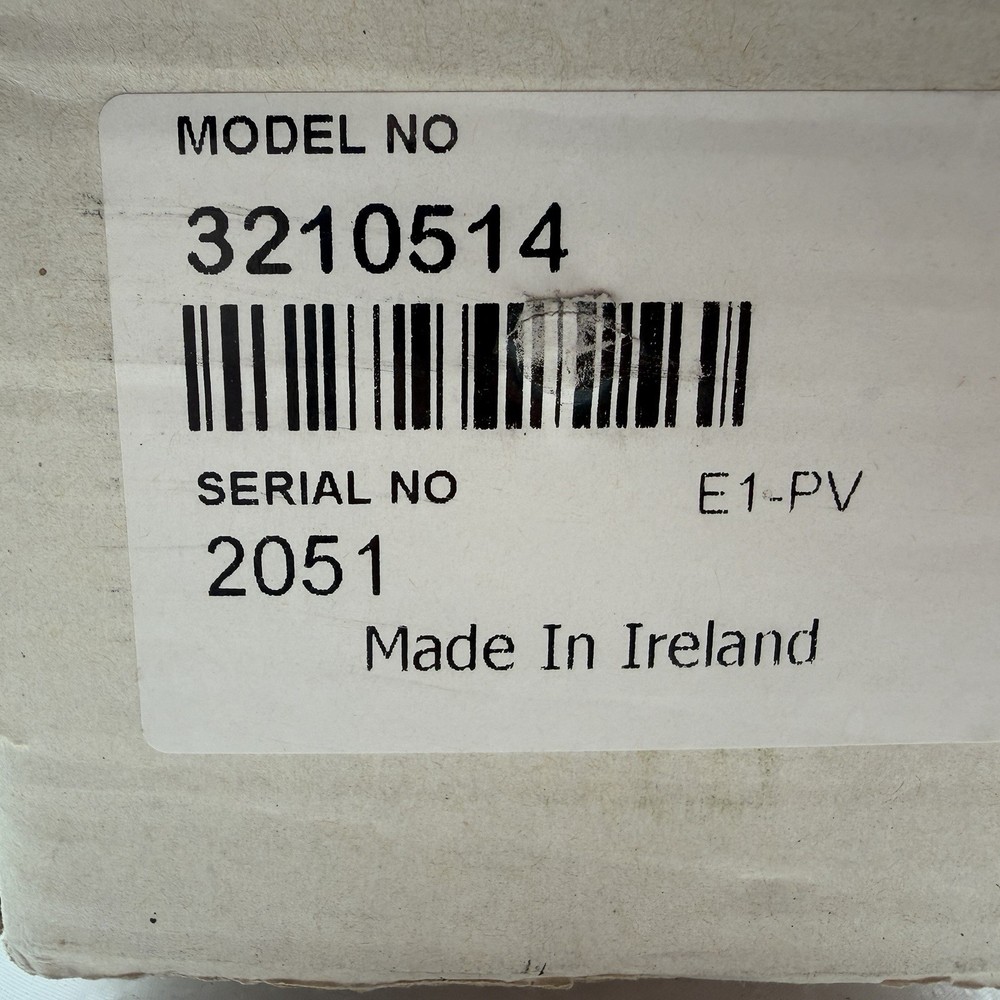 MODEL NO
3210514
SERIAL NO
E1-PV
2051
Made In Ireland